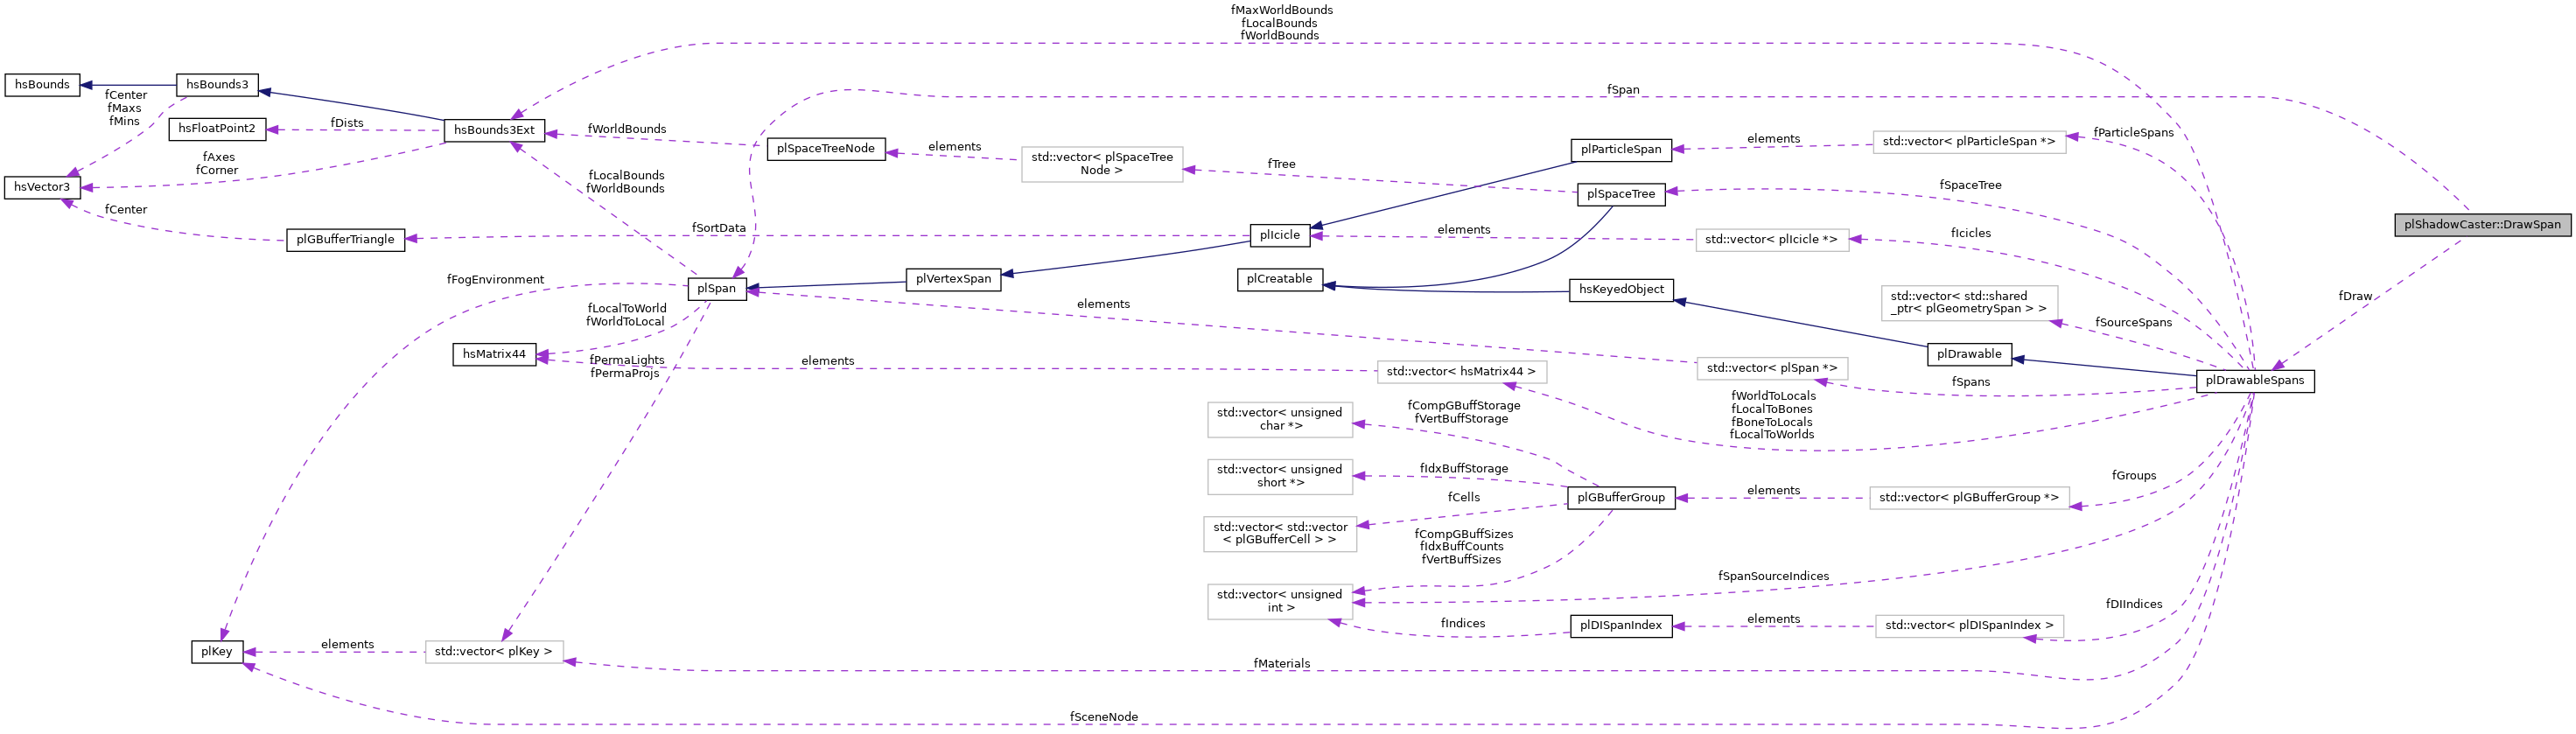 fMaxWorldBounds
fLocalBounds
fWorldBounds
hsBounds
hsBounds3
fSpan
fCenter
fMaxs
fMins
hsFloatPoint2
fDists
hsBounds3Ext
fWorldBounds
plSpaceTreeNode
elements
std::vector< plSpaceTree
Node >
fTree
plParticleSpan
elements
std::vector< plParticleSpan *>
fParticleSpans
fAxes
fCorner
hsVector3
fLocalBounds
fWorldBounds
plSpaceTree
fSpaceTree
fCenter
plGBufferTriangle
fSortData
plIcicle
elements
std::vector< plIcicle *>
fIcicles
plShadowCaster::DrawSpan
fFogEnvironment
plSpan
plVertexSpan
plCreatable
hsKeyedObject
std::vector< std::shared
_ptr< plGeometrySpan > >
fDraw
fLocalToWorld
fWorldToLocal
elements
fSourceSpans
hsMatrix44
fPermaLights
fPermaProjs
elements
std::vector< hsMatrix44 >
std::vector< plSpan *>
plDrawable
fSpans
plDrawableSpans
fWorldToLocals
fLocalToBones
fBoneToLocals
fLocalToWorlds
std::vector< unsigned
char *>
fCompGBuffStorage
fVertBuffStorage
std::vector< unsigned
short *>
fIdxBuffStorage
fCells
plGBufferGroup
elements
std::vector< plGBufferGroup *>
fGroups
std::vector< std::vector
< plGBufferCell > >
fCompGBuffSizes
fIdxBuffCounts
fVertBuffSizes
fSpanSourceIndices
std::vector< unsigned
int >
fIndices
plDISpanIndex
elements
std::vector< plDISpanIndex >
fDIIndices
plKey
elements
std::vector< plKey >
fMaterials
fSceneNode